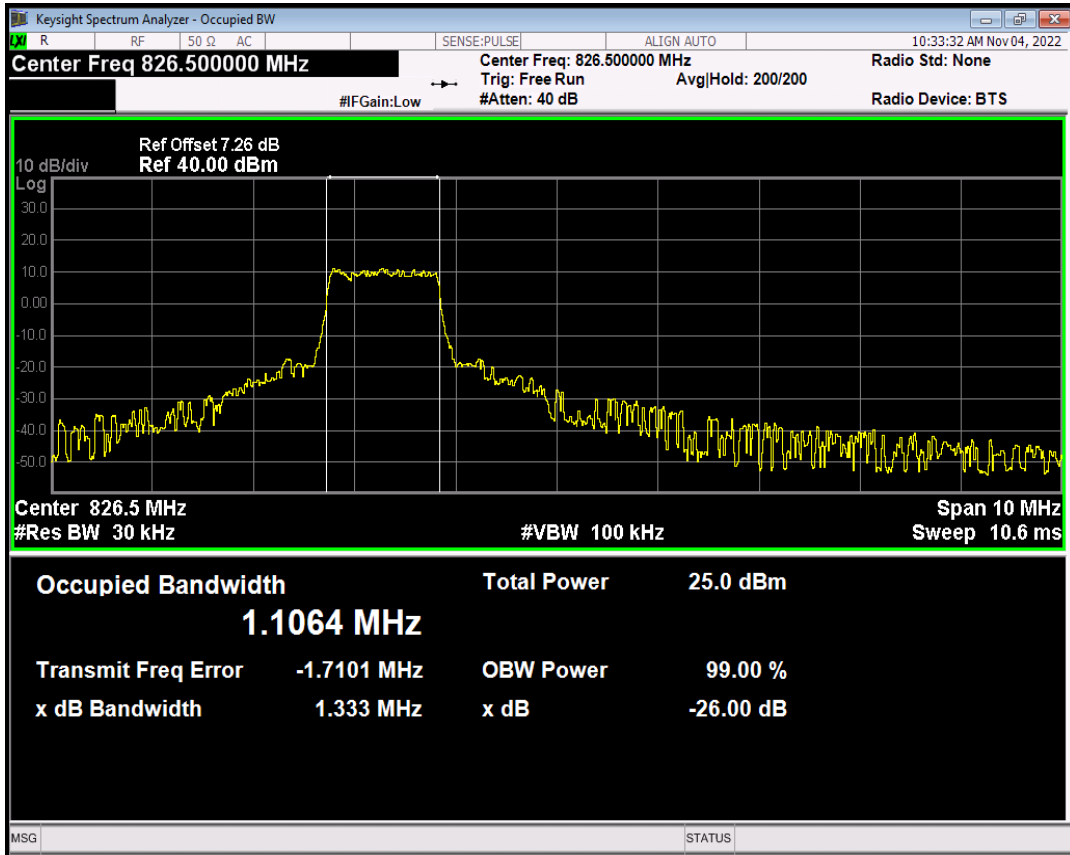 Keysight Spectrum Analyzer - Occupied BW
LXI R RF 50 Ω AC SENSE:PULSE ALIGN AUTO 10:33:32 AM Nov 04, 2022
Center Freq 826.500000 MHz Center Freq: 826.500000 MHz Radio Std: None
Trig: Free Run Avg|Hold: 200/200
#IFGain:Low #Atten: 40 dB Radio Device: BTS
Ref Offset 7.26 dB
10 dB/div Ref 40.00 dBm
Log
30.0
20.0
10.0
0.00
-10.0
-20.0
-30.0
-40.0
-50.0
Center 826.5 MHz Span 10 MHz
#Res BW 30 kHz #VBW 100 kHz Sweep 10.6 ms
Occupied Bandwidth Total Power 25.0 dBm
1.1064 MHz
Transmit Freq Error -1.7101 MHz OBW Power 99.00 %
x dB Bandwidth 1.333 MHz x dB -26.00 dB
MSG STATUS